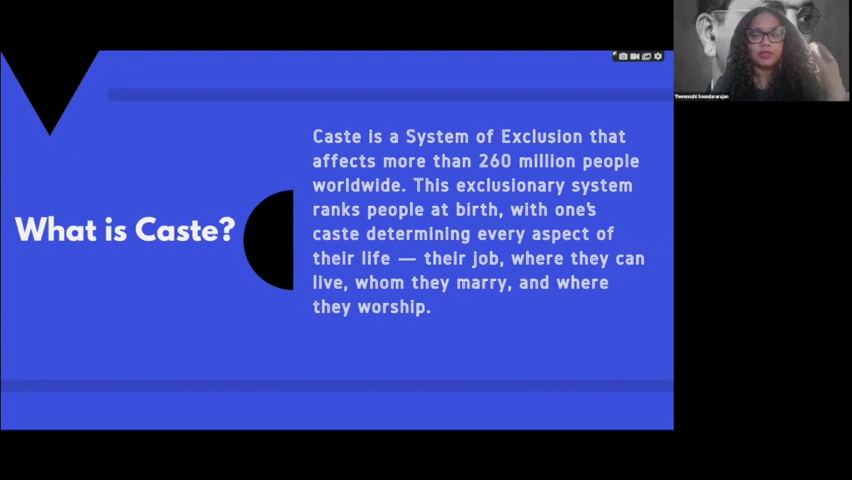 What is Caste?
Caste is a System of Exclusion that
affects more than 260 million people
worldwide. This exclusionary system
ranks people at birth, with one's
caste determining every aspect of
their life — their job, where they can
live, whom they marry, and where
they worship.
Thenmozhi Soundararajan